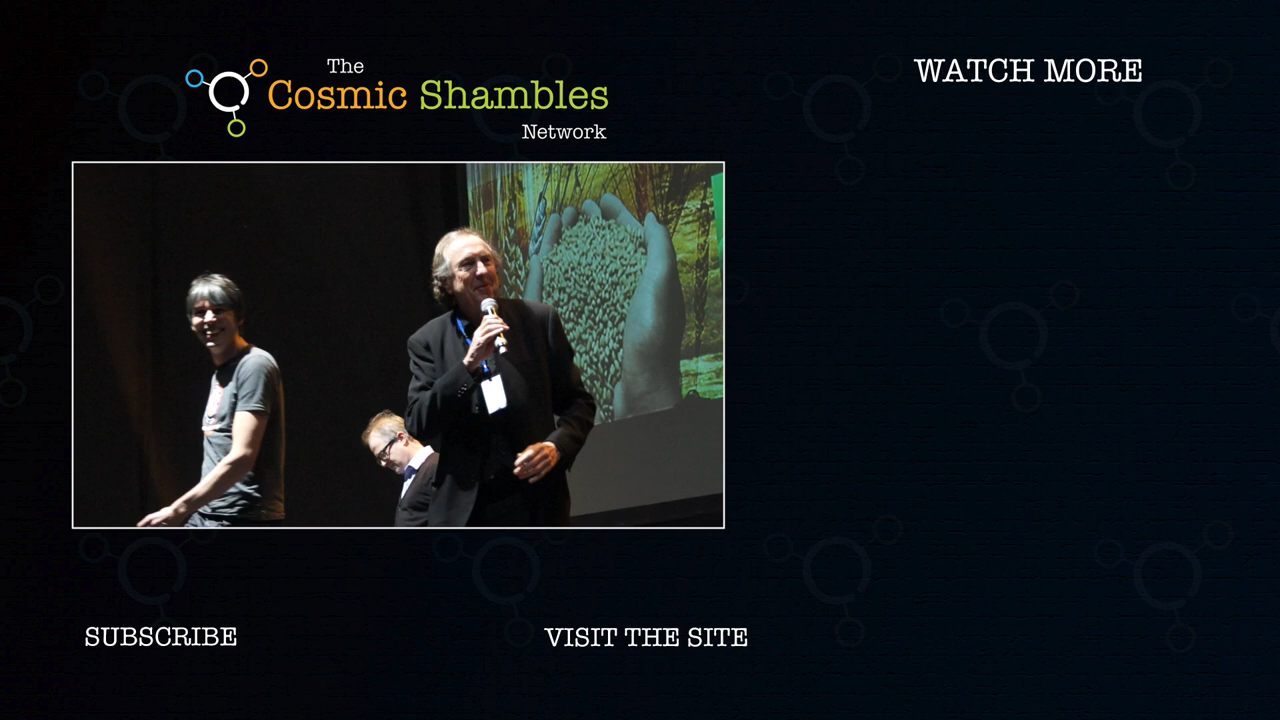 The
Cosmic Shambles
Network
WATCH MORE
SUBSCRIBE
VISIT THE SITE